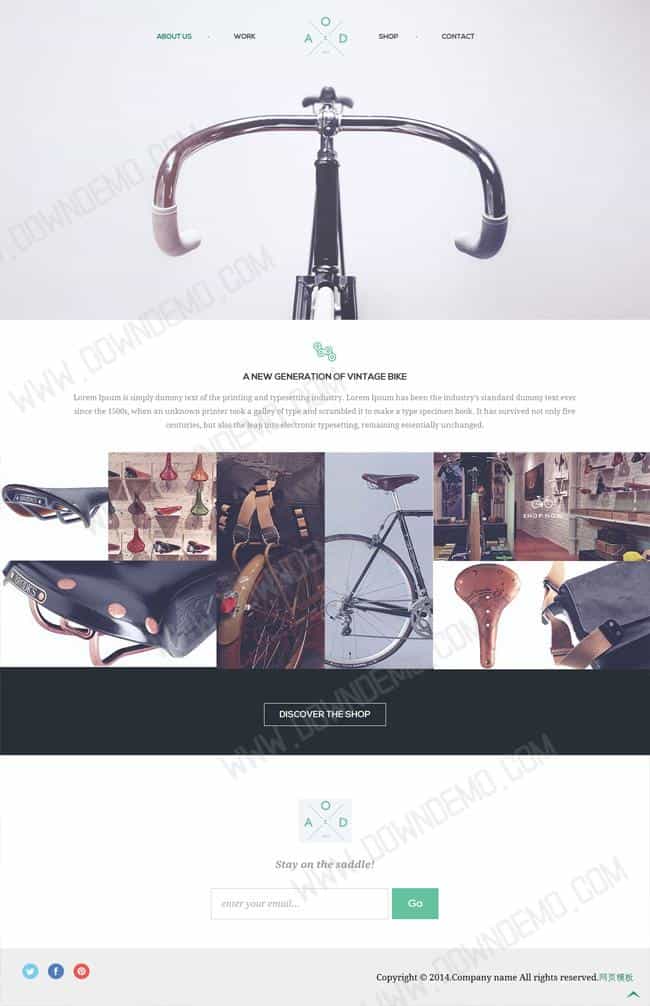 ABOUT US
WORK
O
A D
SHOP
CONTACT
A NEW GENERATION OF VINTAGE BIKE
Lorem Ipsum is simply dummy text of the printing and typesetting industry. Lorem Ipsum has been the industry's standard dummy text ever
since the 1500s, when an unknown printer took a galley of type and scrambled it to make a type specimen book. It has survived not only five
centuries, but also the leap into electronic typesetting, remaining essentially unchanged.
BROOKS
SHOP NOW
BROOKS
DISCOVER THE SHOP
O
A D
Stay on the saddle!
enter your email...
Go
Copyright © 2014.Company name All rights reserved.网页模板
WWW.DOWNDEMO.COM
WWW.DOWNDEMO.COM
WWW.DOWNDEMO.COM
WWW.DOWNDEMO.COM